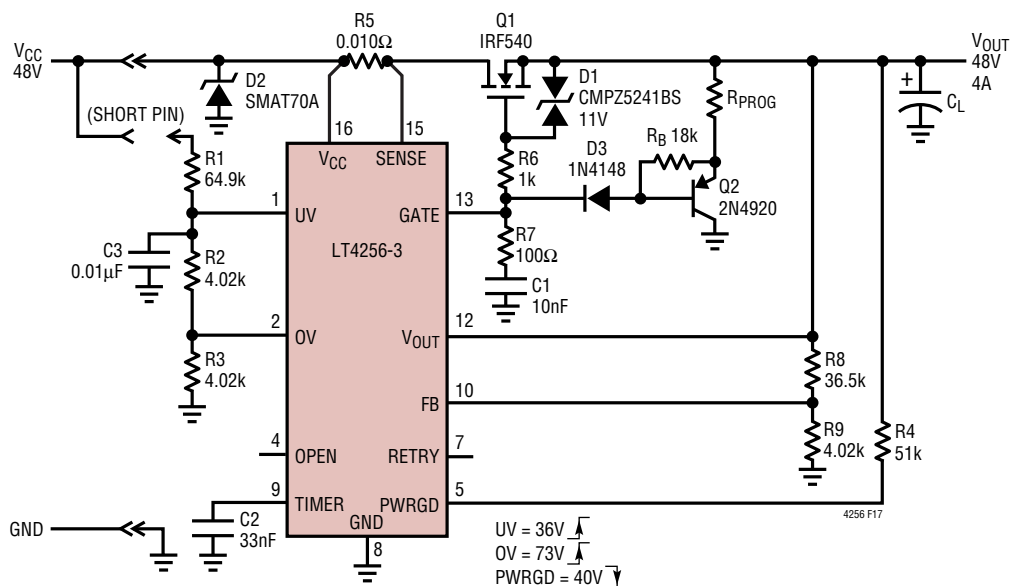 V_CC
48V
R5
0.010Ω
Q1
IRF540
V_OUT
48V
4A
D2
SMAT70A
D1
CMPZ5241BS
11V
R_PROG
+
C_L
(SHORT PIN)
16
15
V_CC
SENSE
R1
64.9k
R6
1k
D3
1N4148
R_B 18k
Q2
2N4920
1
UV
GATE
13
LT4256-3
R7
100Ω
C3
0.01µF
R2
4.02k
C1
10nF
2
OV
V_OUT
12
R3
4.02k
R8
36.5k
FB
10
4
OPEN
RETRY
7
R9
4.02k
R4
51k
9
TIMER
PWRGD
5
C2
33nF
GND
8
GND
4256 F17
UV = 36V
OV = 73V
PWRGD = 40V